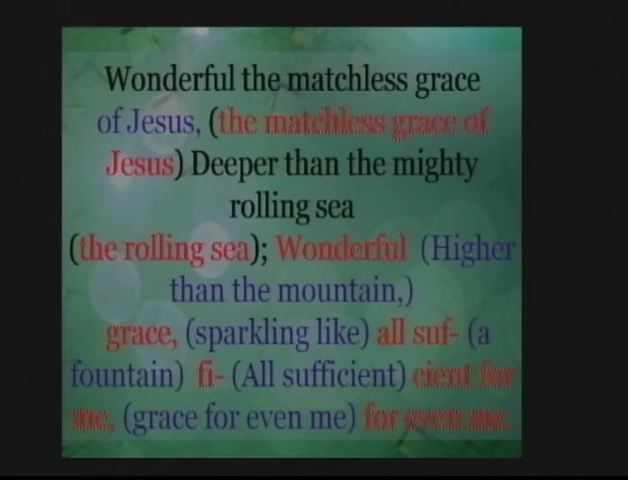 Wonderful the matchless grace
of Jesus, (the matchless grace of
Jesus) Deeper than the mighty
rolling sea
(the rolling sea); Wonderful (Higher
than the mountain,)
grace, (sparkling like) all suf- (a
fountain) fi- (All sufficient) cient for
me, (grace for even me) for even me.